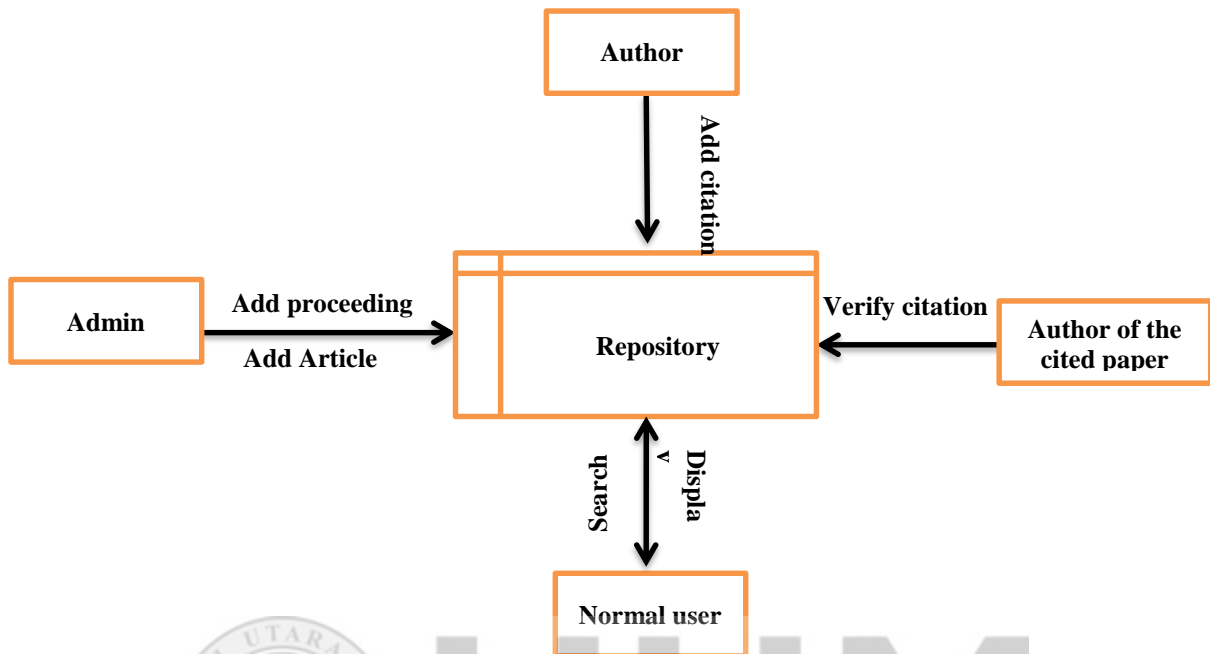 Author
Add citation
Admin
Add proceeding
Add Article
Repository
Verify citation
Author of the
cited paper
Search
Displa
y
Normal user
UTARA